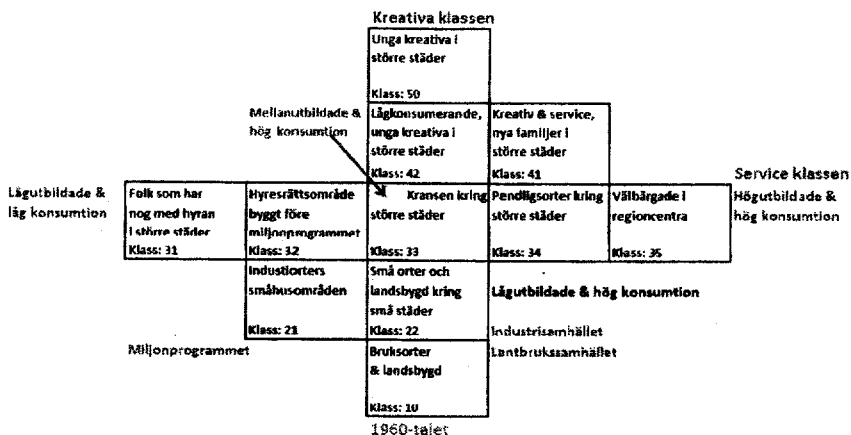 Kreativa klassen
Unga kreativa i
större städer
Klass: 50
Mellanutbildade &
hög konsumtion
Lågkonsumerande,
unga kreativa i
större städer
Klass: 42
Kreativ & service,
nya familjer i
större städer
Klass: 41
Service klassen
Lågutbildade &
låg konsumtion
Folk som har
nog med hyran
i större städer
Klass: 31
Hyresrättsområde
byggt före
miljonprogrammet
Klass: 32
Kransen kring
större städer
Klass: 33
Pendligsorter kring
större städer
Klass: 34
Välbärgade i
regioncentra
Klass: 35
Högutbildade &
hög konsumtion
Industiorters
småhusområden
Klass: 21
Små orter och
landsbygd kring
små städer
Klass: 22
Lågutbildade & hög konsumtion
Industrisamhället
Miljonprogrammet
Bruksorter
& landsbygd
Klass: 10
Lantbrukssamhället
1960-talet